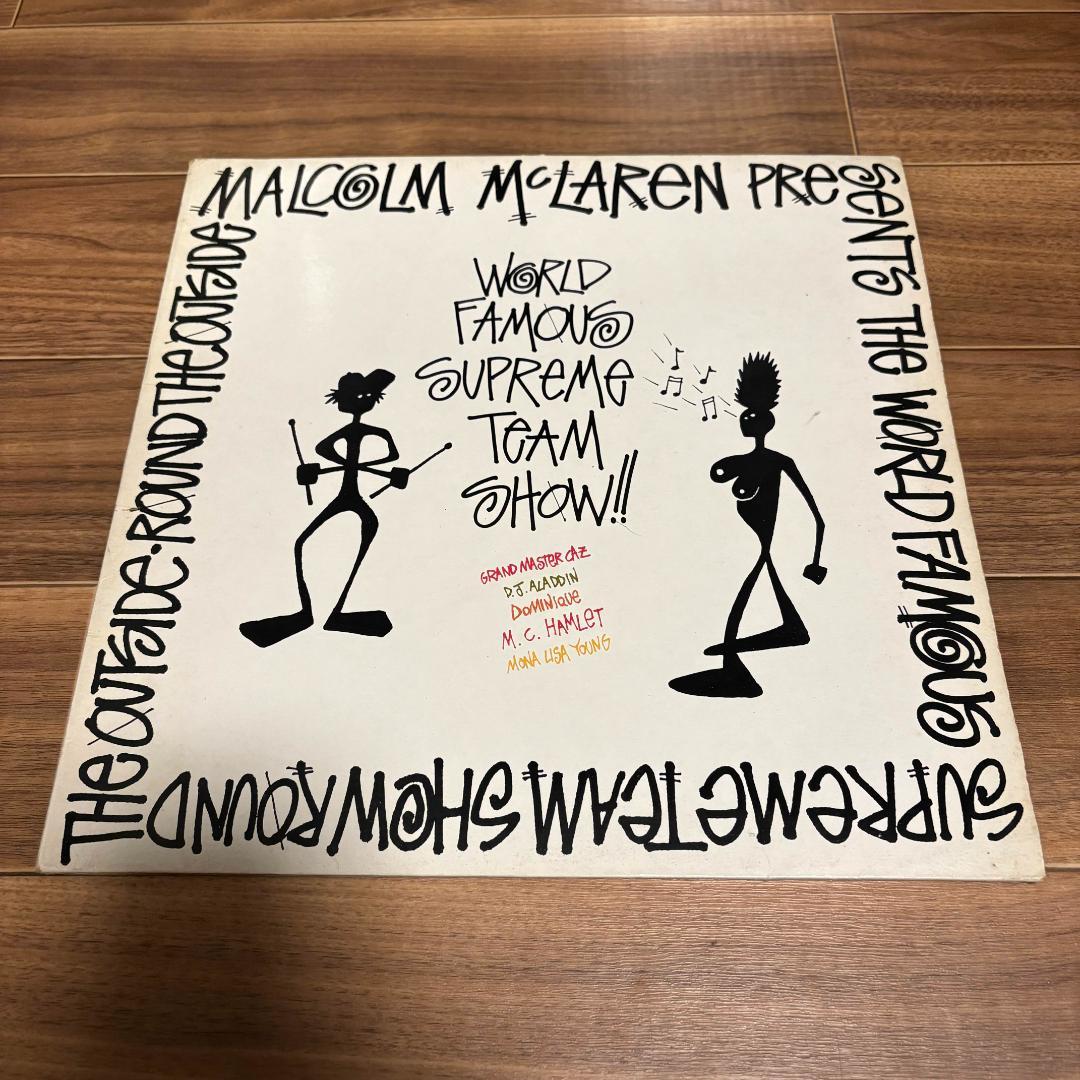 MALCOLM McLAREN PRESENTS THE WORLD FAMOUS
SUPREME TEAM SHOW ROUND
THE OUTSIDE·ROUND THE OUTSIDE
WORLD
FAMOUS
SUPREME
TEAM
SHOW!!
GRAND MASTER CAZ
D.J. ALADDIN
DOMINIQUE
M.C. HAMLET
MONA LISA YOUNG